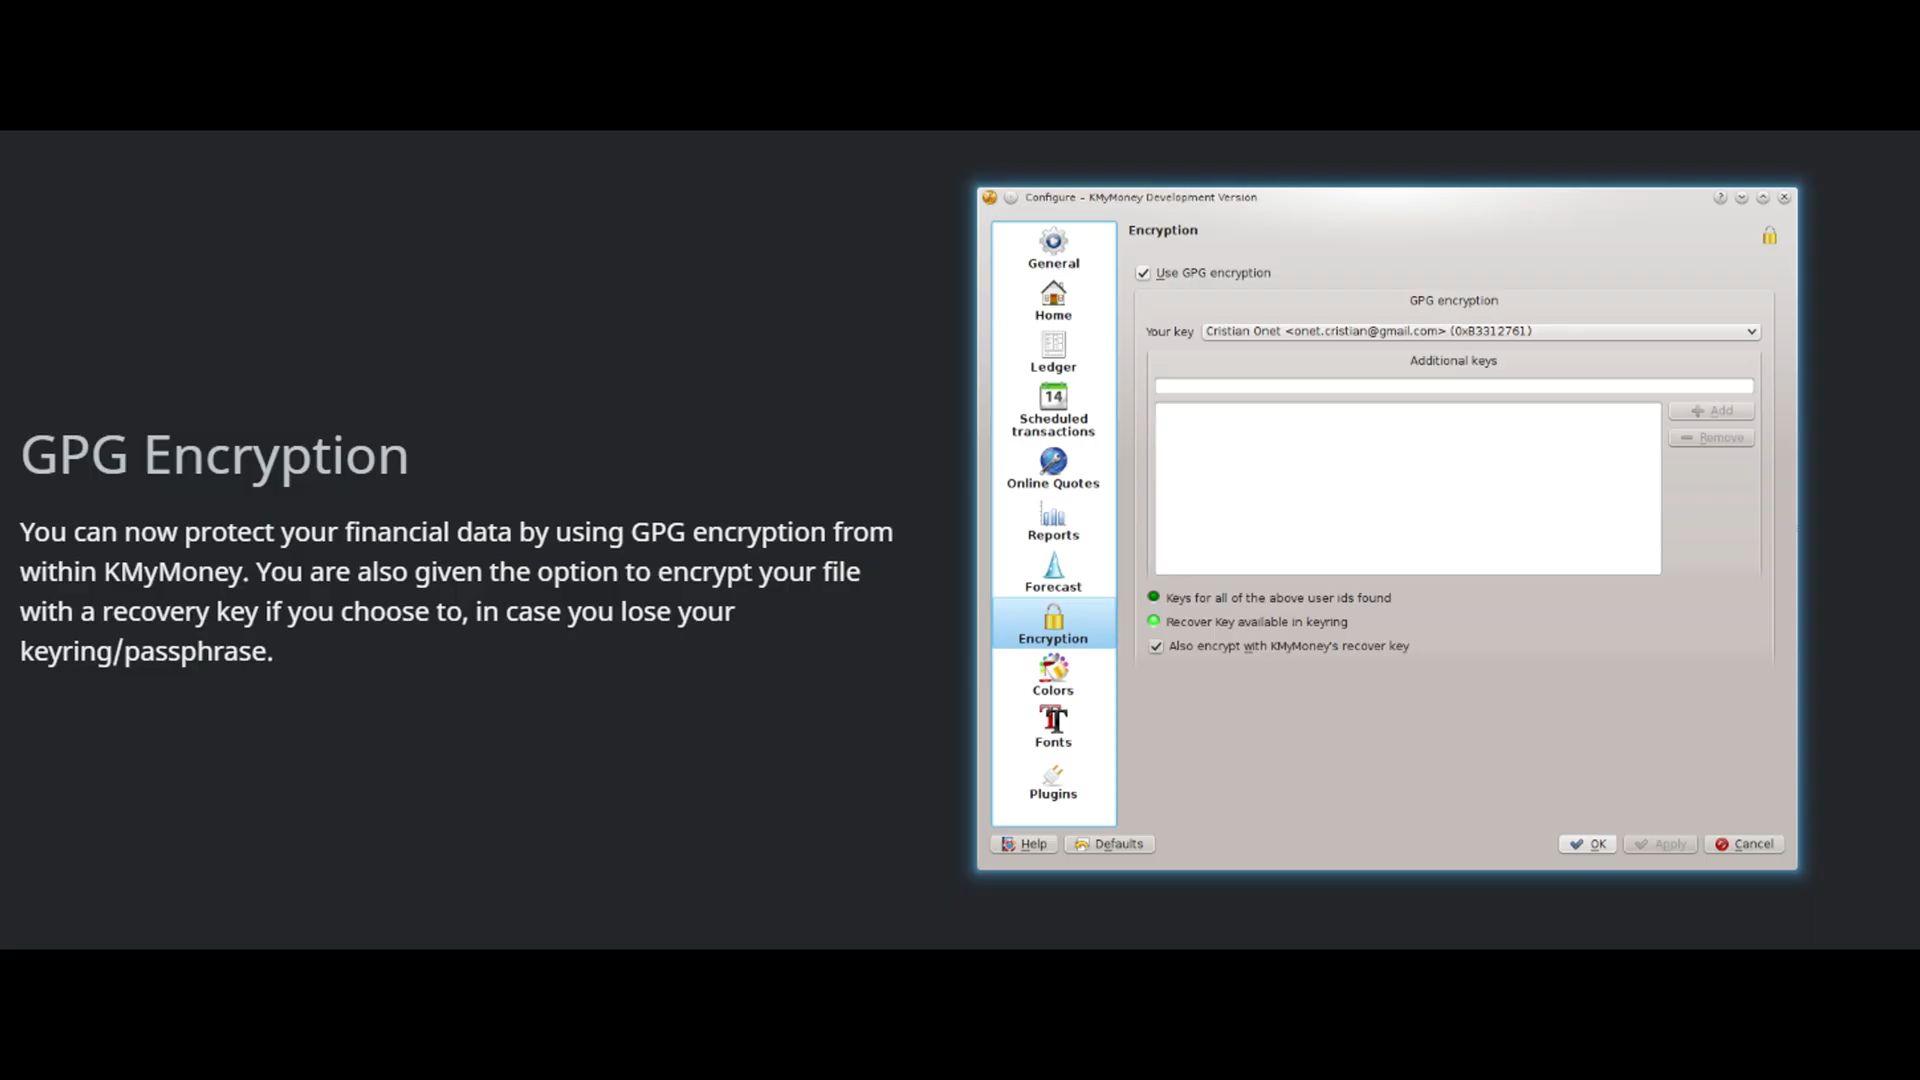 GPG Encryption
You can now protect your financial data by using GPG encryption from
within KMyMoney. You are also given the option to encrypt your file
with a recovery key if you choose to, in case you lose your
keyring/passphrase.
Configure – KMyMoney Development Version
General
Home
Ledger
14
Scheduled
transactions
Online Quotes
Reports
Forecast
Encryption
Colors
Fonts
Plugins
Encryption
Use GPG encryption
GPG encryption
Your key Cristian Onet <onet.cristian@gmail.com> (0xB3312761)
Additional keys
Add
Remove
Keys for all of the above user ids found
Recover Key available in keyring
Also encrypt with KMyMoney's recover key
Help Defaults OK Apply Cancel